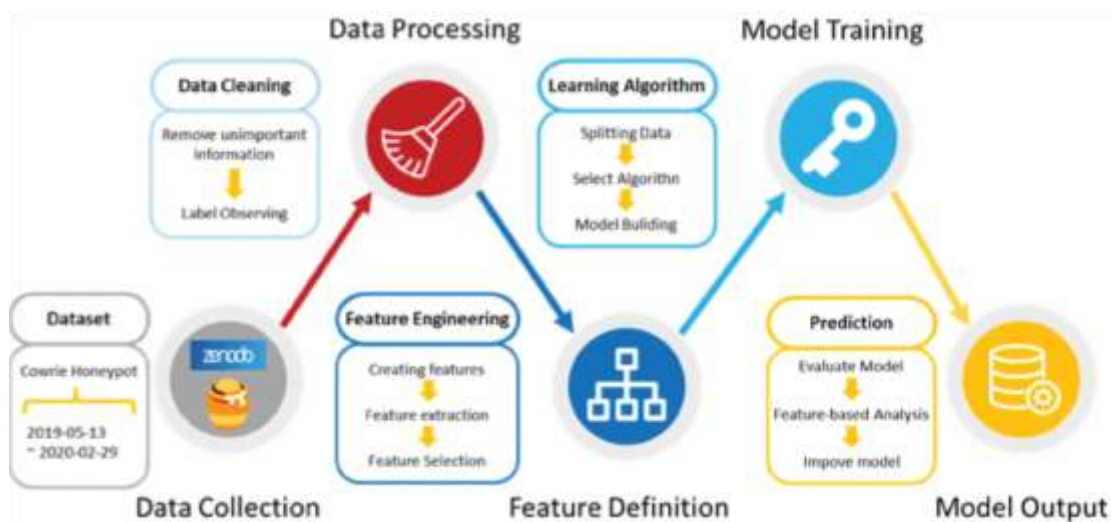 Data Processing
Model Training
Data Cleaning
Remove unimportant
Information
Label Observing
Learning Algorithm
Splitting Data
Select Algorithn
Model Buliding
Dataset
Cowrie Honeypot
2019-05-13
~ 2020-02-29
zenodo
Feature Engineering
Creating features
Feature extraction
Feature Selection
Prediction
Evaluate Model
Feature-based Analysis
Impove model
Data Collection
Feature Definition
Model Output